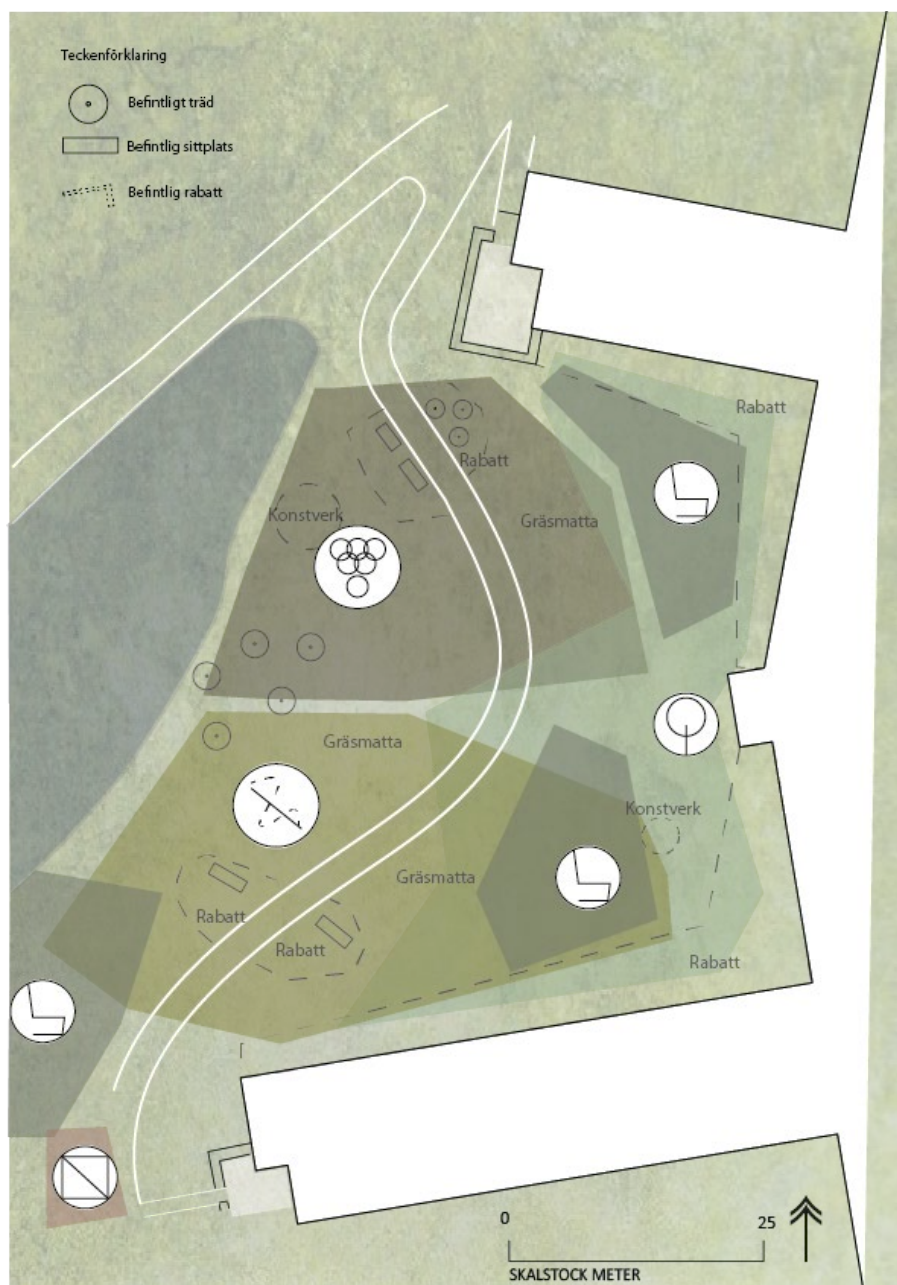 Teckenförklaring
Befintligt träd
Befintlig sittplats
Befintlig rabatt
Rabatt
Rabatt
Konstverk
Gräsmatta
Gräsmatta
Konstverk
Gräsmatta
Rabatt
Rabatt
Rabatt
0 25
SKALSTOCK METER